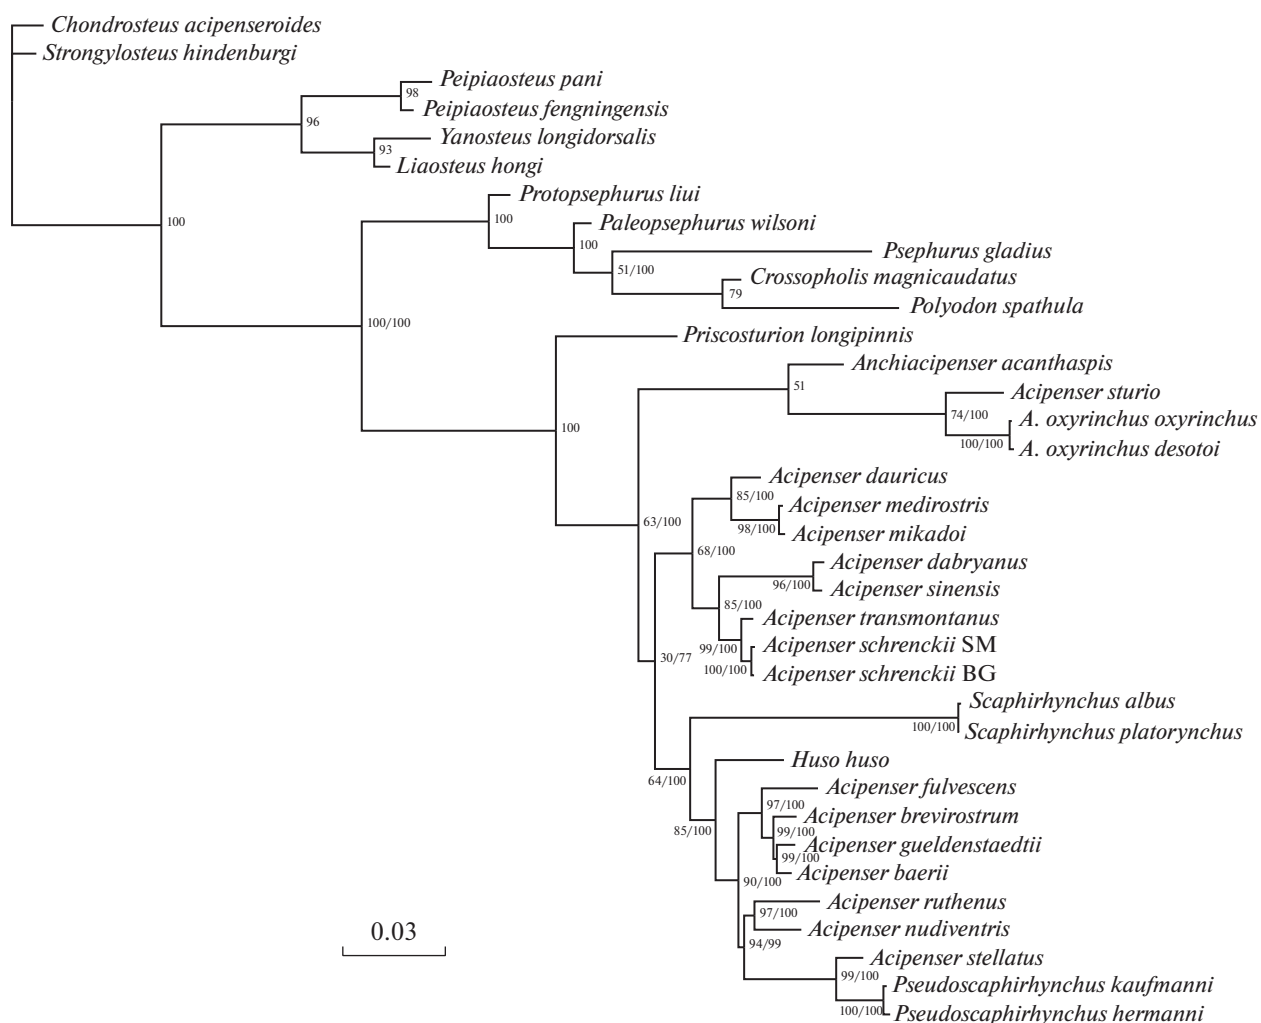 Chondrosteus acipenseroides
Strongylosteus hindenburgi
Peipiaosteus pani
98
Peipiaosteus fengningensis
96
Yanosteus longidorsalis
93
Liaosteus hongi
Protopsephurus liui
100
100
Paleopsephurus wilsoni
100
Psephurus gladius
51/100
Crossopholis magnicaudatus
79
Polyodon spathula
100/100
Priscosturion longipinnis
Anchiacipenser acanthaspis
51
Acipenser sturio
74/100
A. oxyrinchus oxyrinchus
100
100/100
A. oxyrinchus desotoi
Acipenser dauricus
85/100
Acipenser medirostris
63/100
98/100
Acipenser mikadoi
68/100
Acipenser dabryanus
96/100
Acipenser sinensis
85/100
Acipenser transmontanus
99/100
Acipenser schrenckii SM
30/77
100/100
Acipenser schrenckii BG
Scaphirhynchus albus
100/100
Scaphirhynchus platorynchus
Huso huso
64/100
Acipenser fulvescens
97/100
Acipenser brevirostrum
85/100
99/100
Acipenser gueldenstaedtii
99/100
Acipenser baerii
90/100
Acipenser ruthenus
97/100
Acipenser nudiventris
0.03
94/99
Acipenser stellatus
99/100
Pseudoscaphirhynchus kaufmanni
100/100
Pseudoscaphirhynchus hermanni